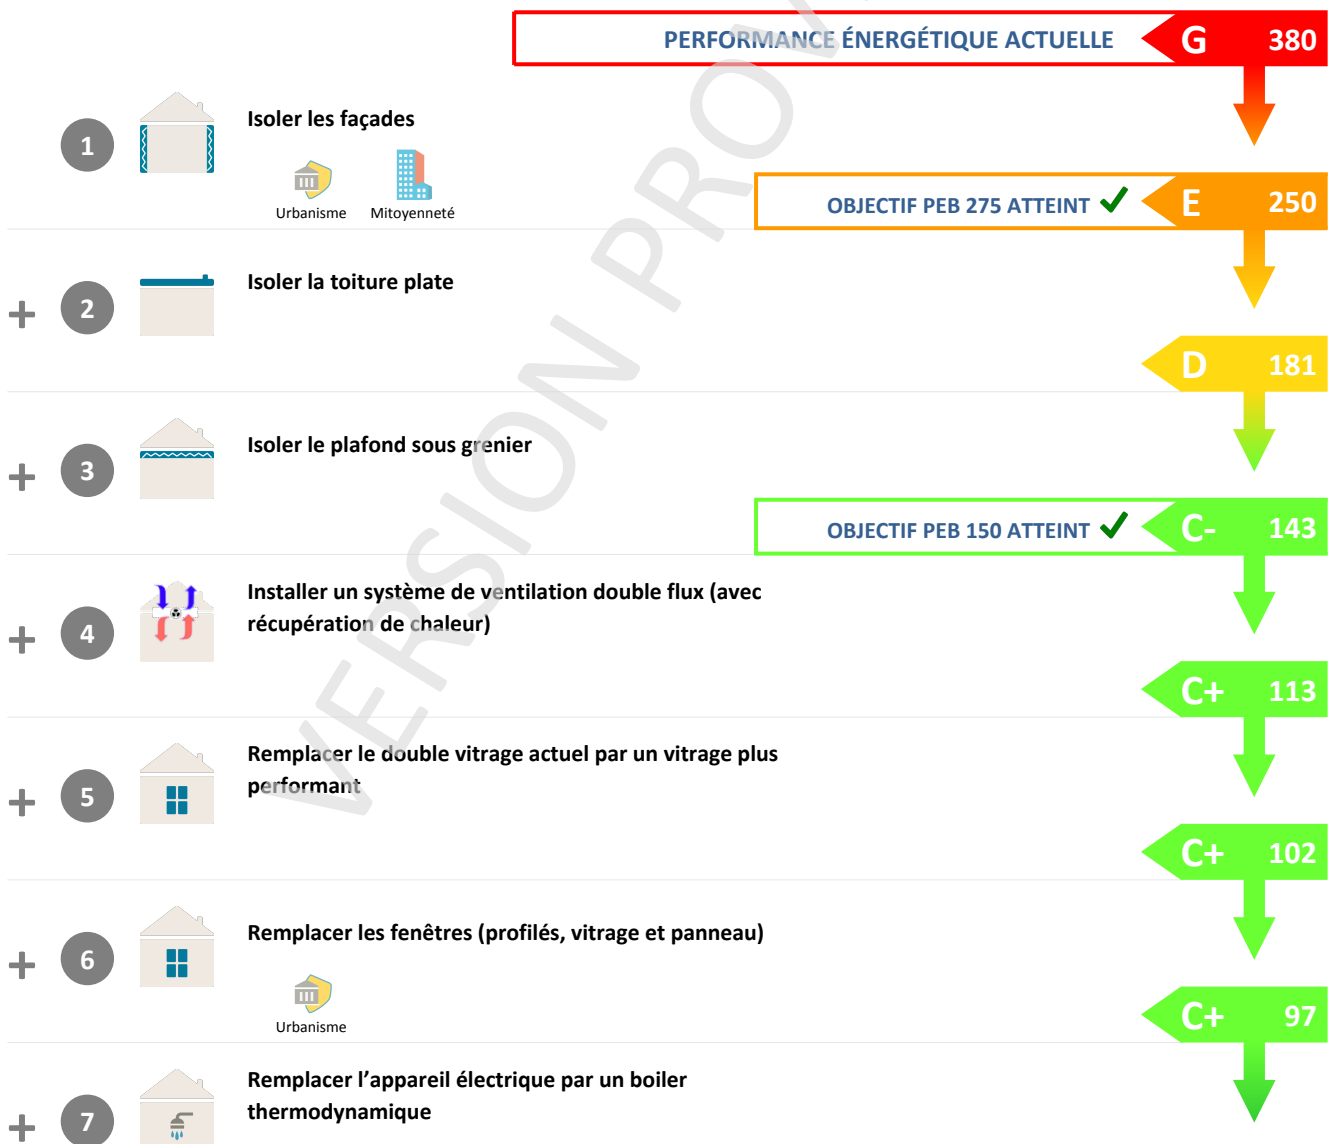 PERFORMANCE ÉNERGÉTIQUE ACTUELLE G 380
1 Isoler les façades
Urbanisme Mitoyenneté
OBJECTIF PEB 275 ATTEINT E 250
+ 2 Isoler la toiture plate
D 181
+ 3 Isoler le plafond sous grenier
OBJECTIF PEB 150 ATTEINT C- 143
+ 4 Installer un système de ventilation double flux (avec
récupération de chaleur)
C+ 113
+ 5 Remplacer le double vitrage actuel par un vitrage plus
performant
C+ 102
+ 6 Remplacer les fenêtres (profilés, vitrage et panneau)
Urbanisme
C+ 97
+ 7 Remplacer l’appareil électrique par un boiler
thermodynamique
VERSION PROV